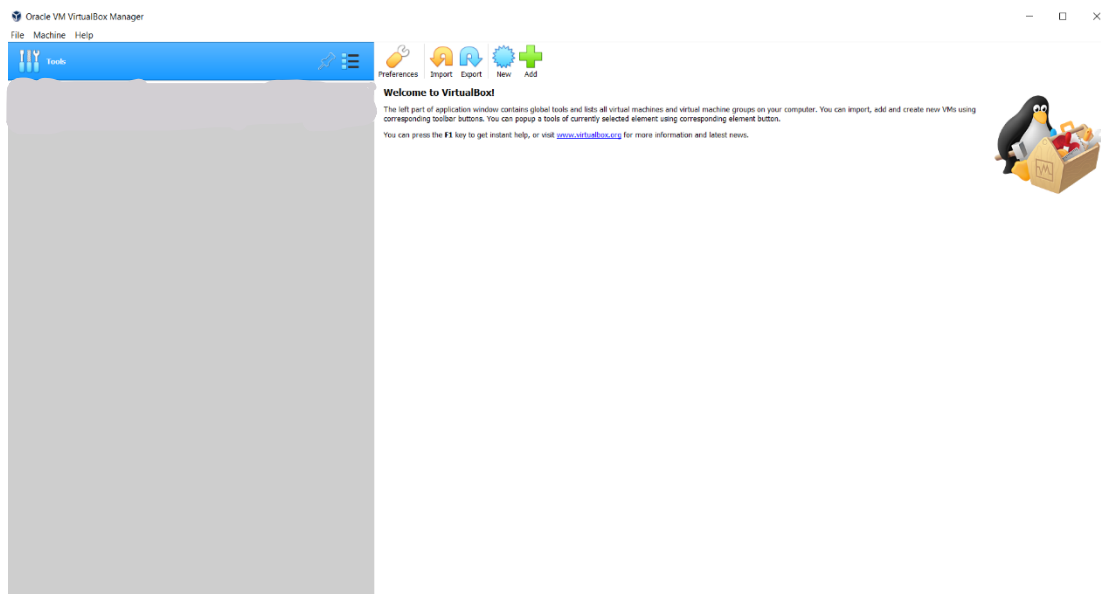 Oracle VM VirtualBox Manager
File Machine Help
Tools
Preferences Import Export New Add
Welcome to VirtualBox!
The left part of application window contains global tools and lists all virtual machines and virtual machine groups on your computer. You can import, add and create new VMs using
corresponding toolbar buttons. You can popup a tools of currently selected element using corresponding element button.
You can press the F1 key to get instant help, or visit www.virtualbox.org for more information and latest news.